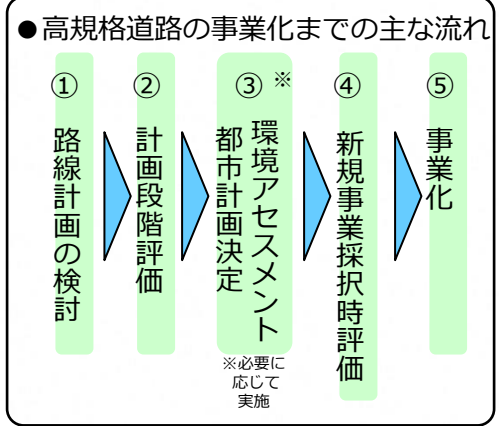 ●高規格道路の事業化までの主な流れ
①
路線計画の検討
②
計画段階評価
③※
環境アセスメント
都市計画決定
※必要に
応じて
実施
④
新規事業採択時評価
⑤
事業化